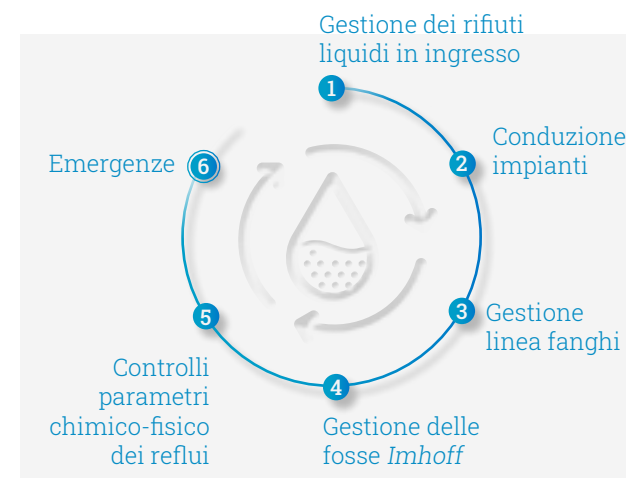 1
Gestione dei rifiuti
liquidi in ingresso
2
Conduzione
impianti
3
Gestione
linea fanghi
4
Gestione delle
fosse Imhoff
5
Controlli
parametri
chimico-fisico
dei reflui
6
Emergenze